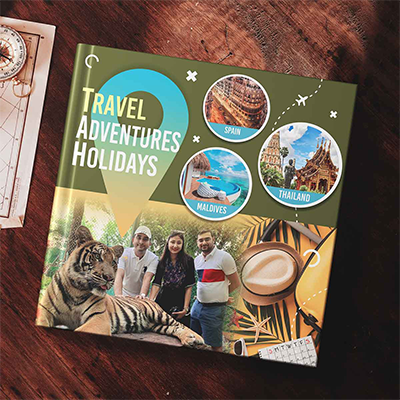 TRAVEL
ADVENTURES
HOLIDAYS
SPAIN
THAILAND
MALDIVES
S M T W T F S